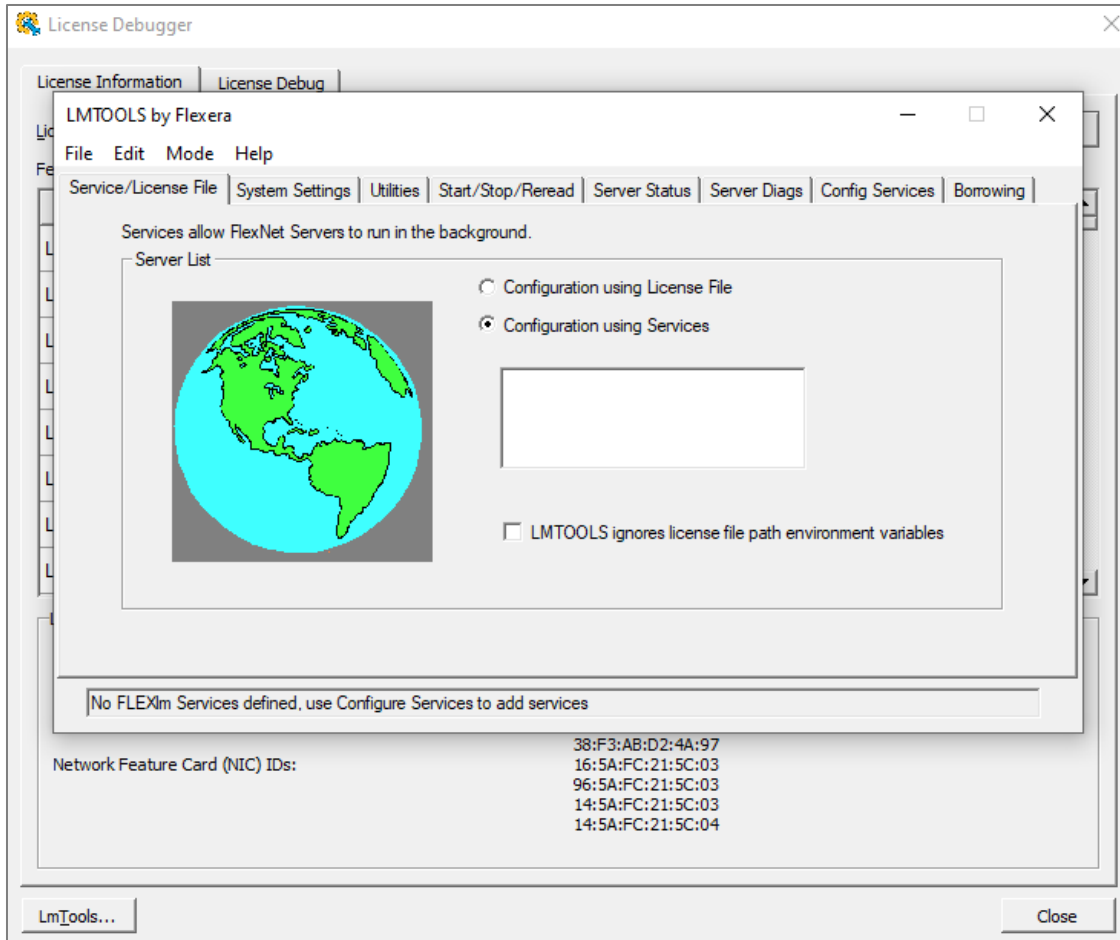 License Debugger
License Information
License Debug
LMTOOLS by Flexera
File Edit Mode Help
Service/License File System Settings Utilities Start/Stop/Reread Server Status Server Diags Config Services Borrowing
Services allow FlexNet Servers to run in the background.
Server List
Configuration using License File
Configuration using Services
LMTOOLS ignores license file path environment variables
No FLEXlm Services defined, use Configure Services to add services
Network Feature Card (NIC) IDs:
38:F3:AB:D2:4A:97
16:5A:FC:21:5C:03
96:5A:FC:21:5C:03
14:5A:FC:21:5C:03
14:5A:FC:21:5C:04
LmTools...
Close